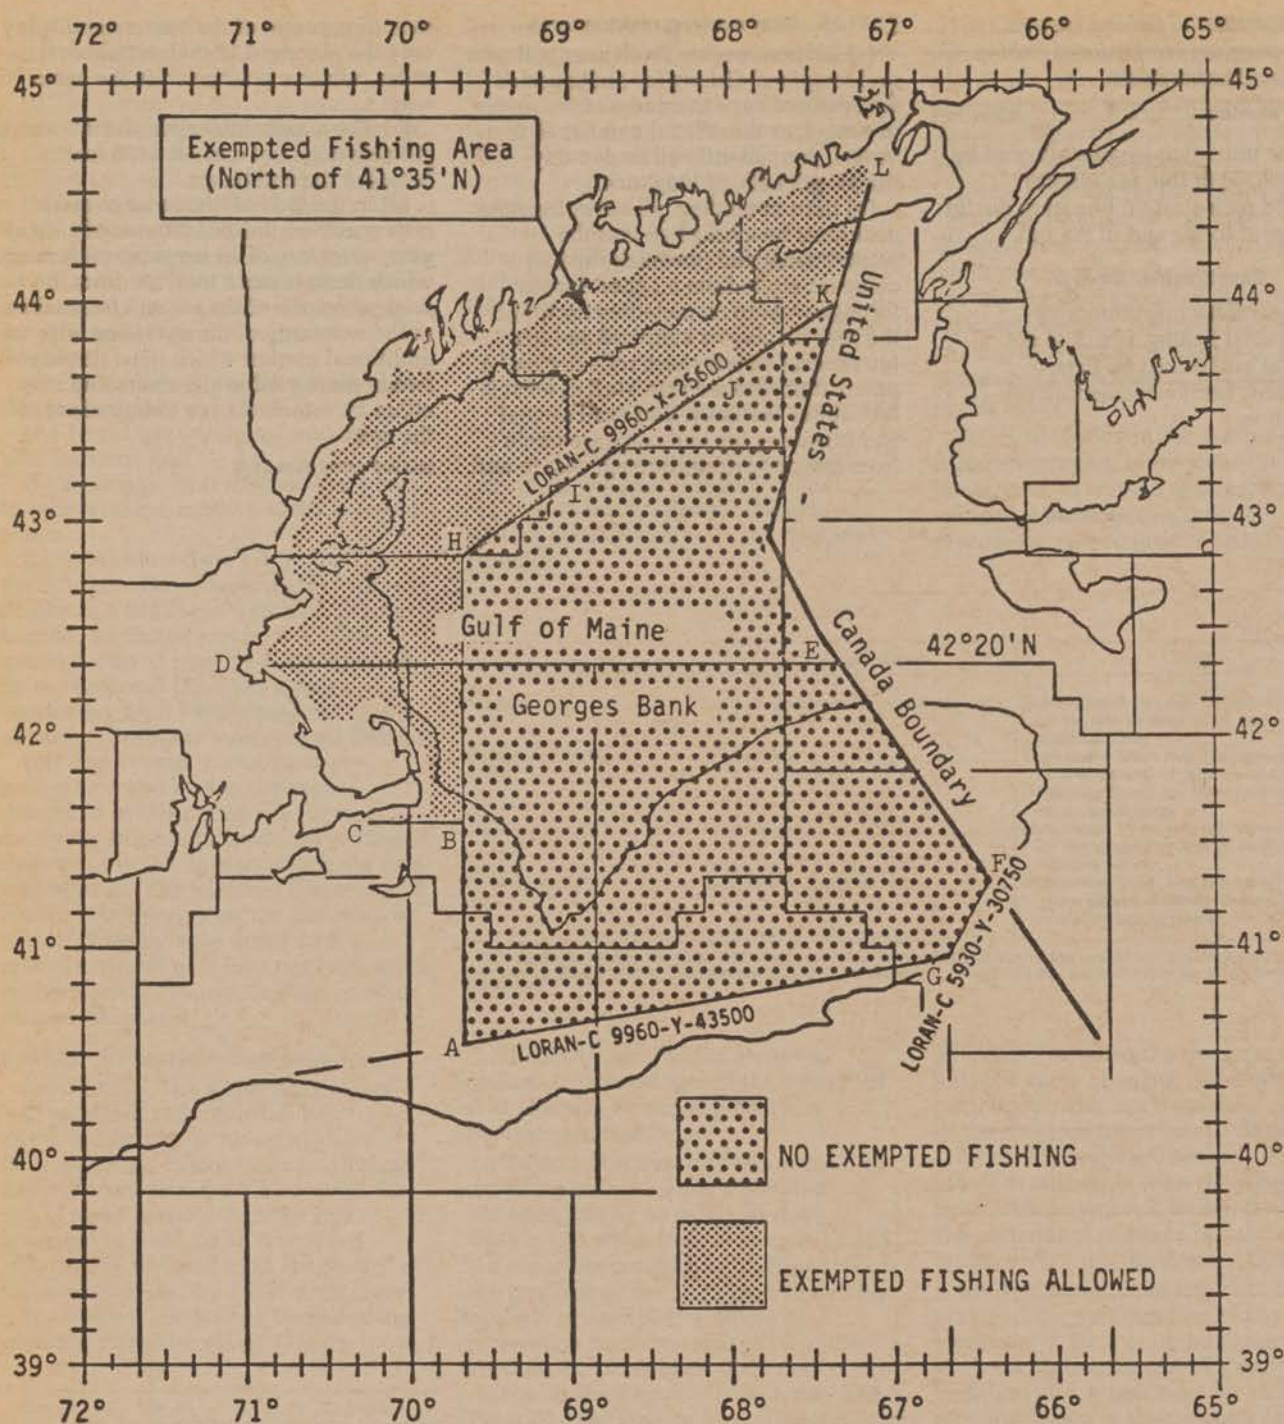 72° 71° 70° 69° 68° 67° 66° 65°
45° 45°
Exempted Fishing Area
(North of 41°35'N)
L
44° K 44°
United States
J
LORAN-C 9960-X-25600
I
43° 43°
H
Gulf of Maine
Canada Boundary
D E 42°20'N
Georges Bank
42° 42°
C B
F
41° 41°
G
LORAN-C 5930-Y-30750
A
LORAN-C 9960-Y-43500
40° NO EXEMPTED FISHING 40°
EXEMPTED FISHING ALLOWED
39° 39°
72° 71° 70° 69° 68° 67° 66° 65°